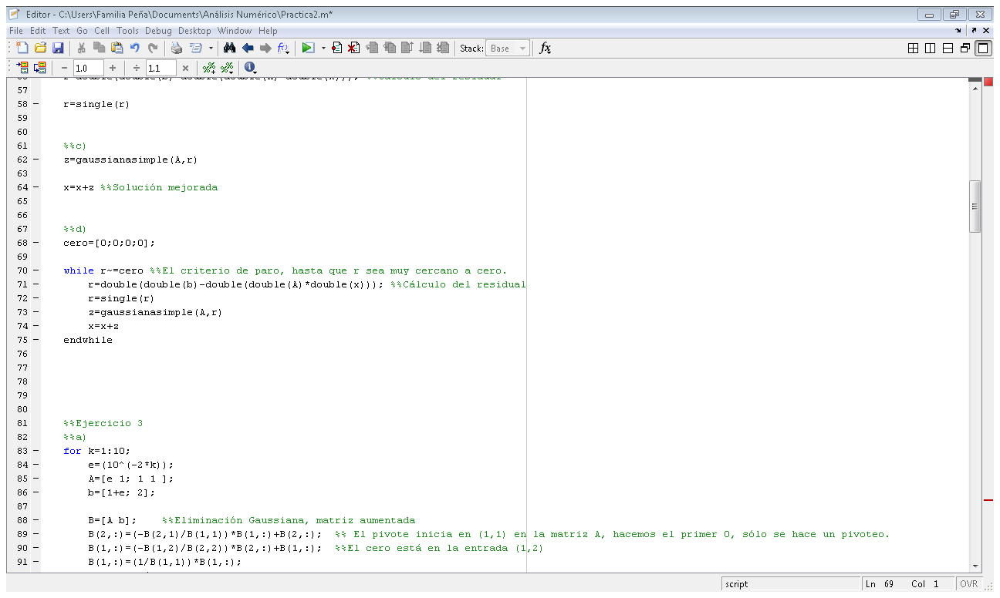 Editor - C:\Users\Familia Peña\Documents\Análisis Numérico\Practica2.m*
File Edit Text Go Cell Tools Debug Desktop Window Help
Stack: Base fx
− 1.0 + ÷ 1.1 ×
57
58 − r=single(r)
59
60
61 %%c)
62 − z=gaussianasimple(A,r)
63
64 − x=x+z %%Solución mejorada
65
66
67 %%d)
68 − cero=[0;0;0;0];
69
70 − while r~=cero %%El criterio de paro, hasta que r sea muy cercano a cero.
71 − r=double(double(b)-double(double(A)*double(x))); %%Cálculo del residual
72 − r=single(r)
73 − z=gaussianasimple(A,r)
74 − x=x+z
75 − endwhile
76
77
78
79
80
81 %%Ejercicio 3
82 %%a)
83 − for k=1:10;
84 − e=(10^(-2*k));
85 − A=[e 1; 1 1 ];
86 − b=[1+e; 2];
87
88 − B=[A b]; %%Eliminación Gaussiana, matriz aumentada
89 − B(2,:)=(-B(2,1)/B(1,1))*B(1,:)+B(2,:); %% El pivote inicia en (1,1) en la matriz A, hacemos el primer 0, sólo se hace un pivoteo.
90 − B(1,:)=(-B(1,2)/B(2,2))*B(2,:)+B(1,:); %%El cero está en la entrada (1,2)
91 − B(1,:)=(1/B(1,1))*B(1,:);
script Ln 69 Col 1 OVR